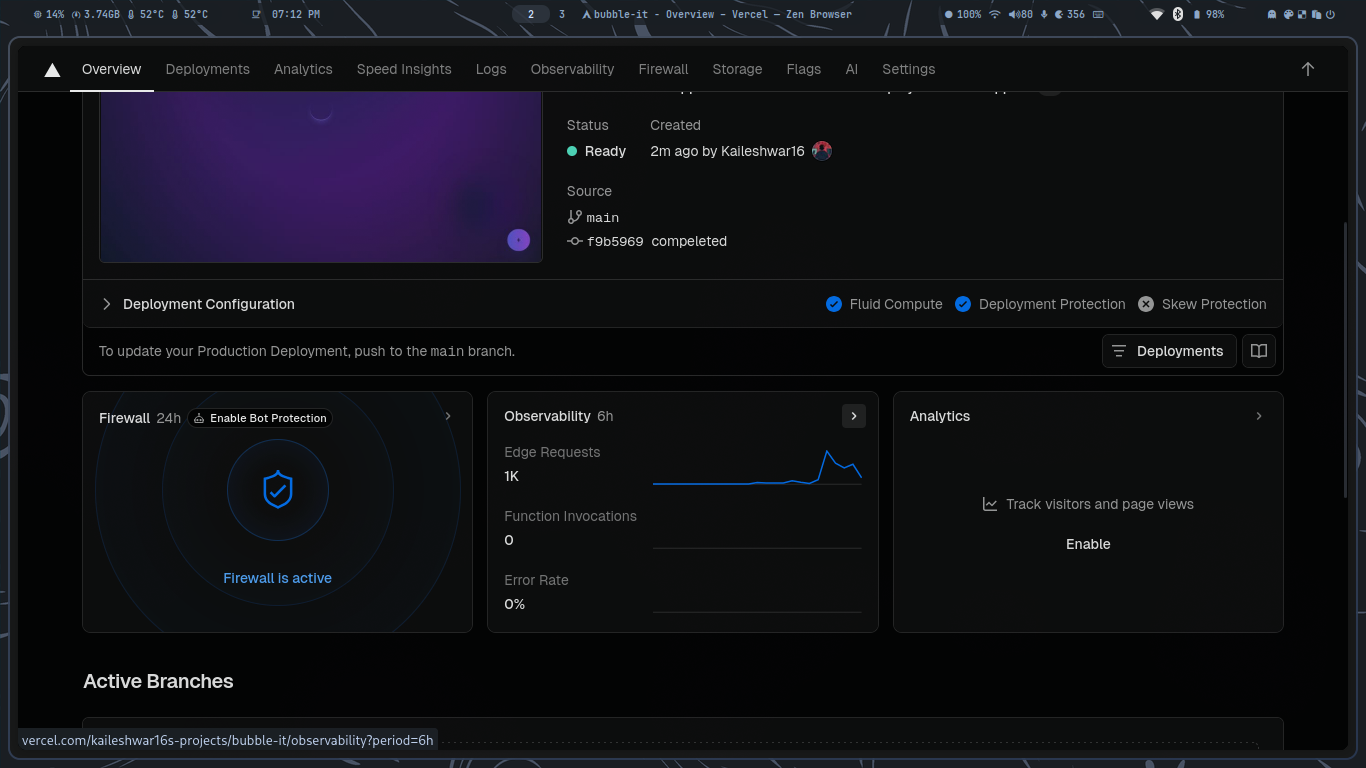 14% 3.74GB 52°C 52°C 07:12 PM 2 3 bubble-it - Overview – Vercel — Zen Browser 100% 80 356 98%
Overview Deployments Analytics Speed Insights Logs Observability Firewall Storage Flags AI Settings
Status Created
Ready 2m ago by Kaileshwar16
Source
main
f9b5969 compeleted
Deployment Configuration Fluid Compute Deployment Protection Skew Protection
To update your Production Deployment, push to the main branch. Deployments
Firewall 24h Enable Bot Protection
Firewall is active
Observability 6h
Edge Requests
1K
Function Invocations
0
Error Rate
0%
Analytics
Track visitors and page views
Enable
Active Branches
vercel.com/kaileshwar16s-projects/bubble-it/observability?period=6h